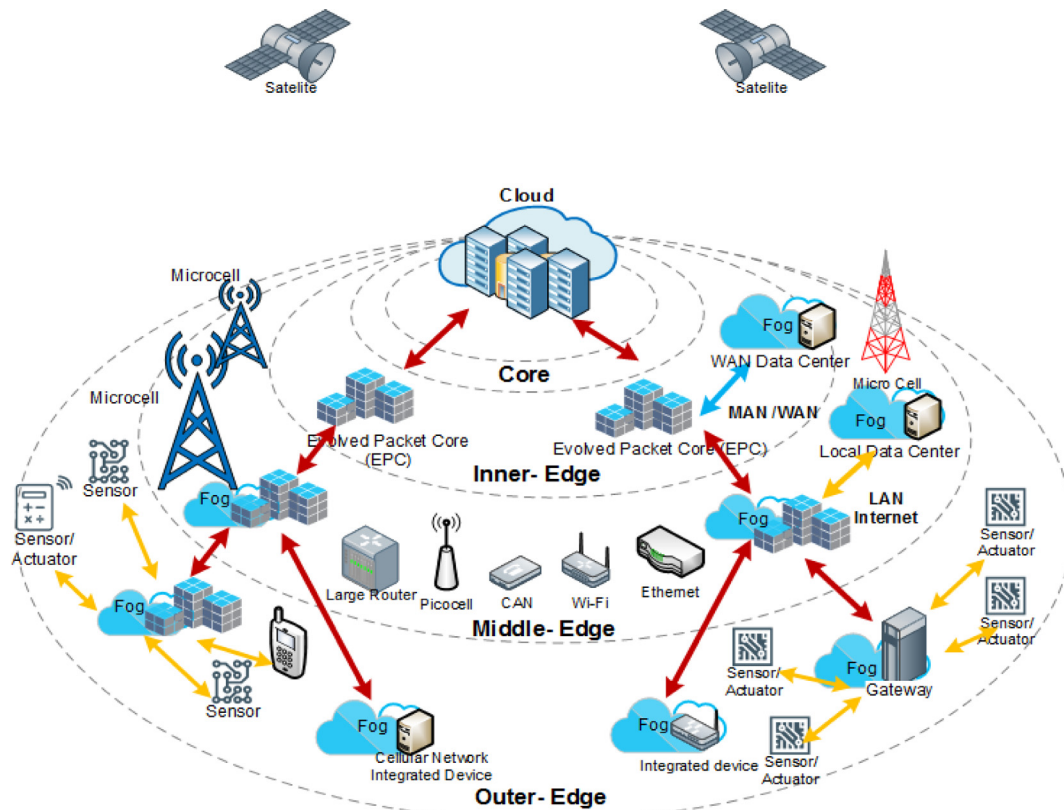 Satelite
Satelite
Cloud
Microcell
Microcell
Core
Fog
WAN Data Center
Micro Cell
MAN /WAN
Fog
Local Data Center
Evolved Packet Core
(EPC)
Evolved Packet Core (EPC)
Inner- Edge
Sensor
Sensor/
Actuator
Fog
Fog
LAN
Internet
Sensor
/Actuator
Large Router
Picocell
CAN
Wi-Fi
Ethernet
Middle- Edge
Fog
Sensor
Sensor/
Actuator
Sensor/
Actuator
Fog
Gateway
Fog
Cellular Network
Integrated Device
Fog
Integrated device
Sensor/
Actuator
Outer- Edge